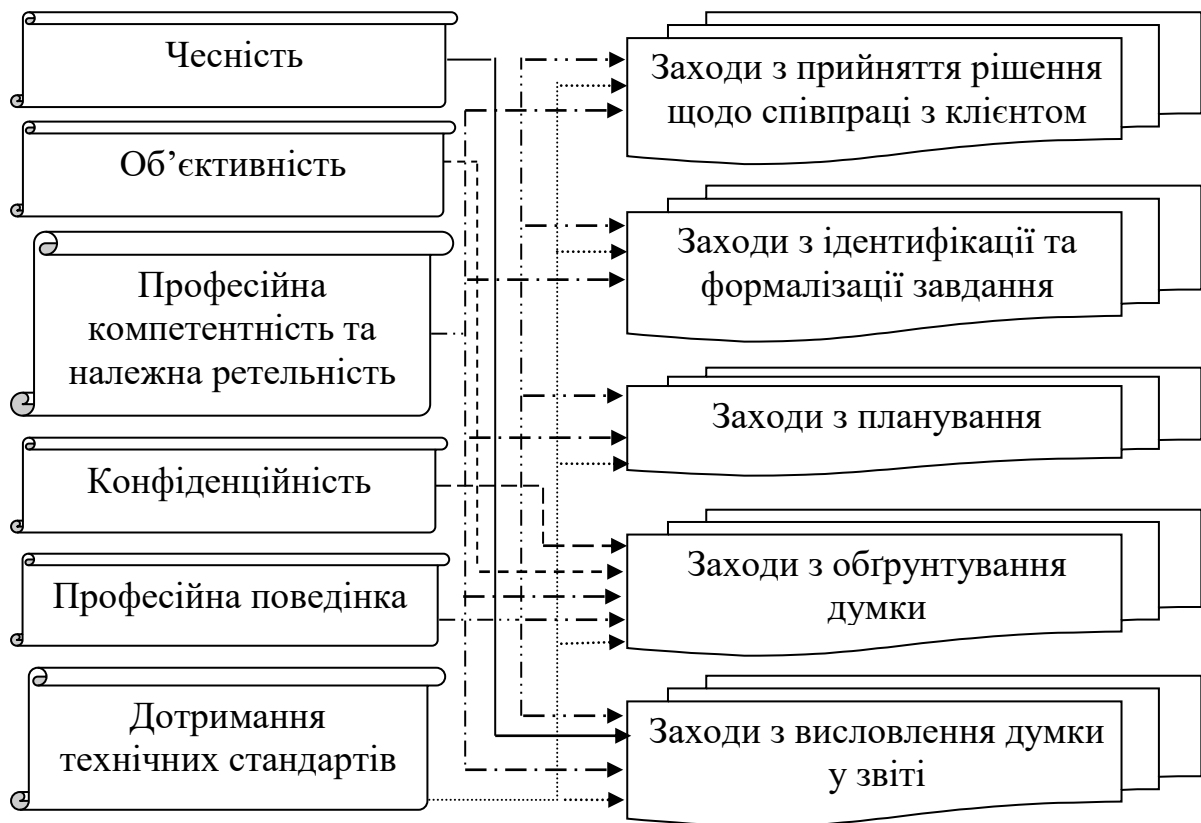 Чесність
Об’єктивність
Професійна
компетентність та
належна ретельність
Конфіденційність
Професійна поведінка
Дотримання
технічних стандартів
Заходи з прийняття рішення
щодо співпраці з клієнтом
Заходи з ідентифікації та
формалізації завдання
Заходи з планування
Заходи з обґрунтування
думки
Заходи з висловлення думки
у звіті